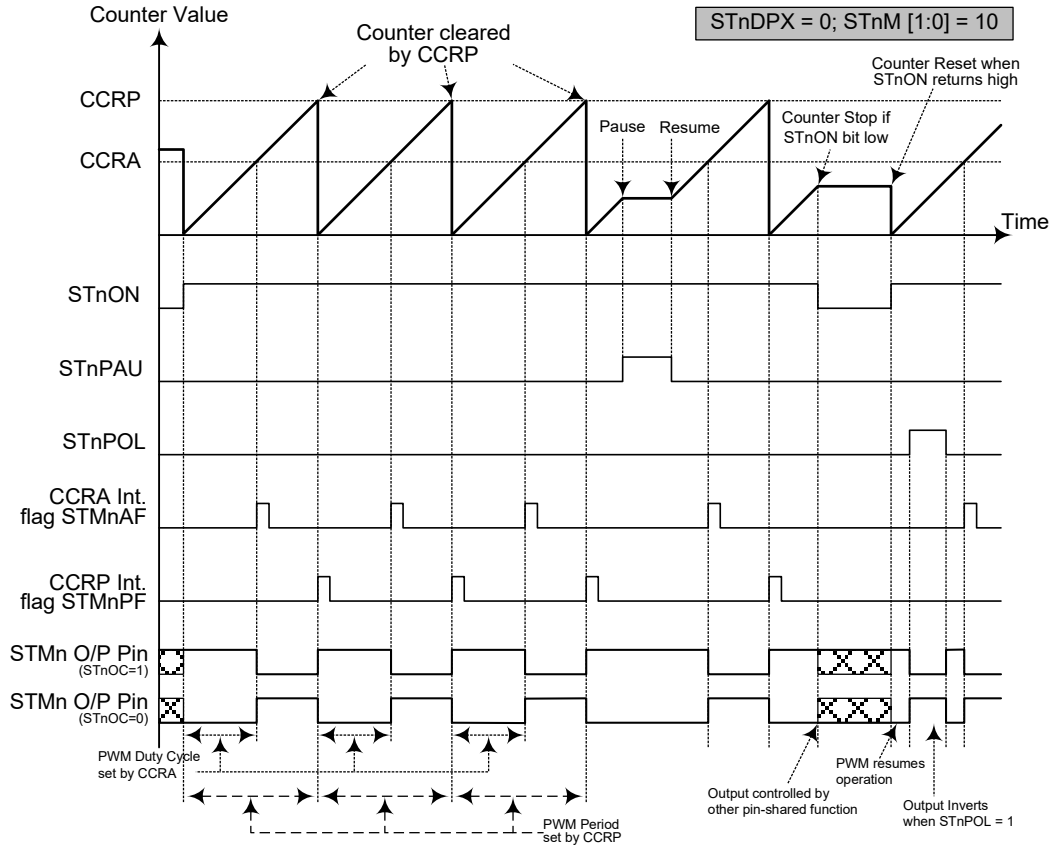 Counter Value
STnDPX = 0; STnM [1:0] = 10
Counter cleared
by CCRP
Counter Reset when
STnON returns high
CCRP
Pause
Resume
Counter Stop if
STnON bit low
CCRA
Time
STnON
STnPAU
STnPOL
CCRA Int.
flag STMnAF
CCRP Int.
flag STMnPF
STMn O/P Pin
(STnOC=1)
STMn O/P Pin
(STnOC=0)
PWM Duty Cycle
set by CCRA
PWM resumes
operation
Output controlled by
other pin-shared function
Output Inverts
when STnPOL = 1
PWM Period
set by CCRP